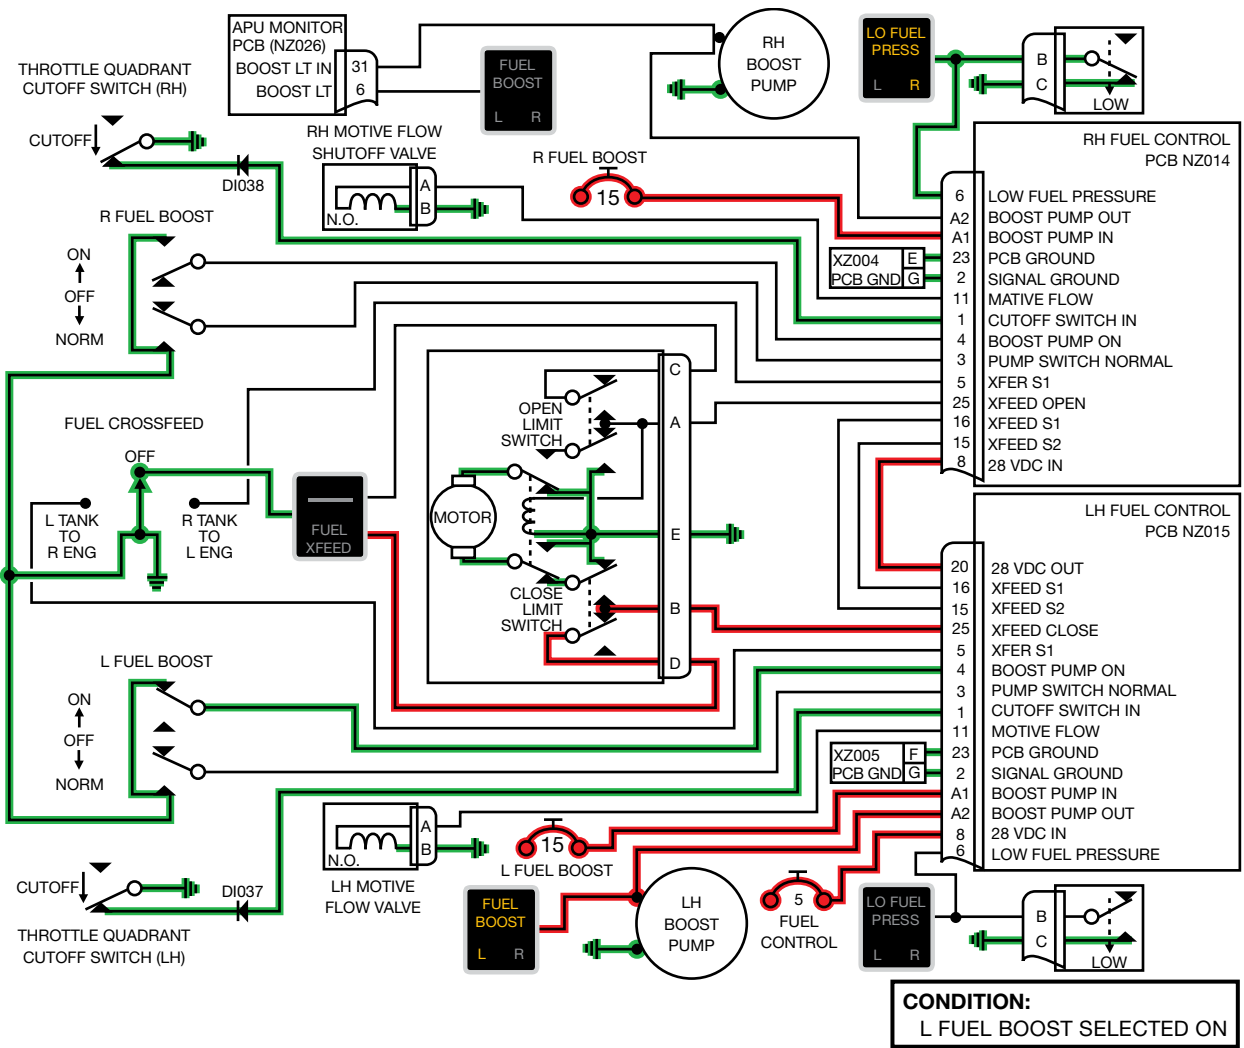 APU MONITOR
PCB (NZ026)
BOOST LT IN 31
BOOST LT 6
FUEL
BOOST
L R
RH
BOOST
PUMP
LO FUEL
PRESS
L R
B
C
LOW
THROTTLE QUADRANT
CUTOFF SWITCH (RH)
CUTOFF
DI038
RH MOTIVE FLOW
SHUTOFF VALVE
A
B
N.O.
R FUEL BOOST
15
RH FUEL CONTROL
PCB NZ014
6 LOW FUEL PRESSURE
A2 BOOST PUMP OUT
A1 BOOST PUMP IN
23 PCB GROUND
2 SIGNAL GROUND
11 MATIVE FLOW
1 CUTOFF SWITCH IN
4 BOOST PUMP ON
3 PUMP SWITCH NORMAL
5 XFER S1
25 XFEED OPEN
16 XFEED S1
15 XFEED S2
8 28 VDC IN
XZ004 E
PCB GND G
R FUEL BOOST
ON
OFF
NORM
FUEL CROSSFEED
OFF
L TANK
TO
R ENG
R TANK
TO
L ENG
FUEL
XFEED
OPEN
LIMIT
SWITCH
MOTOR
CLOSE
LIMIT
SWITCH
C
A
E
B
D
LH FUEL CONTROL
PCB NZ015
20 28 VDC OUT
16 XFEED S1
15 XFEED S2
25 XFEED CLOSE
5 XFER S1
4 BOOST PUMP ON
3 PUMP SWITCH NORMAL
1 CUTOFF SWITCH IN
11 MOTIVE FLOW
23 PCB GROUND
2 SIGNAL GROUND
A1 BOOST PUMP IN
A2 BOOST PUMP OUT
8 28 VDC IN
6 LOW FUEL PRESSURE
XZ005 F
PCB GND G
L FUEL BOOST
ON
OFF
NORM
CUTOFF
DI037
THROTTLE QUADRANT
CUTOFF SWITCH (LH)
A
B
N.O.
LH MOTIVE
FLOW VALVE
15
L FUEL BOOST
FUEL
BOOST
L R
LH
BOOST
PUMP
5
FUEL
CONTROL
LO FUEL
PRESS
L R
B
C
LOW
CONDITION:
L FUEL BOOST SELECTED ON